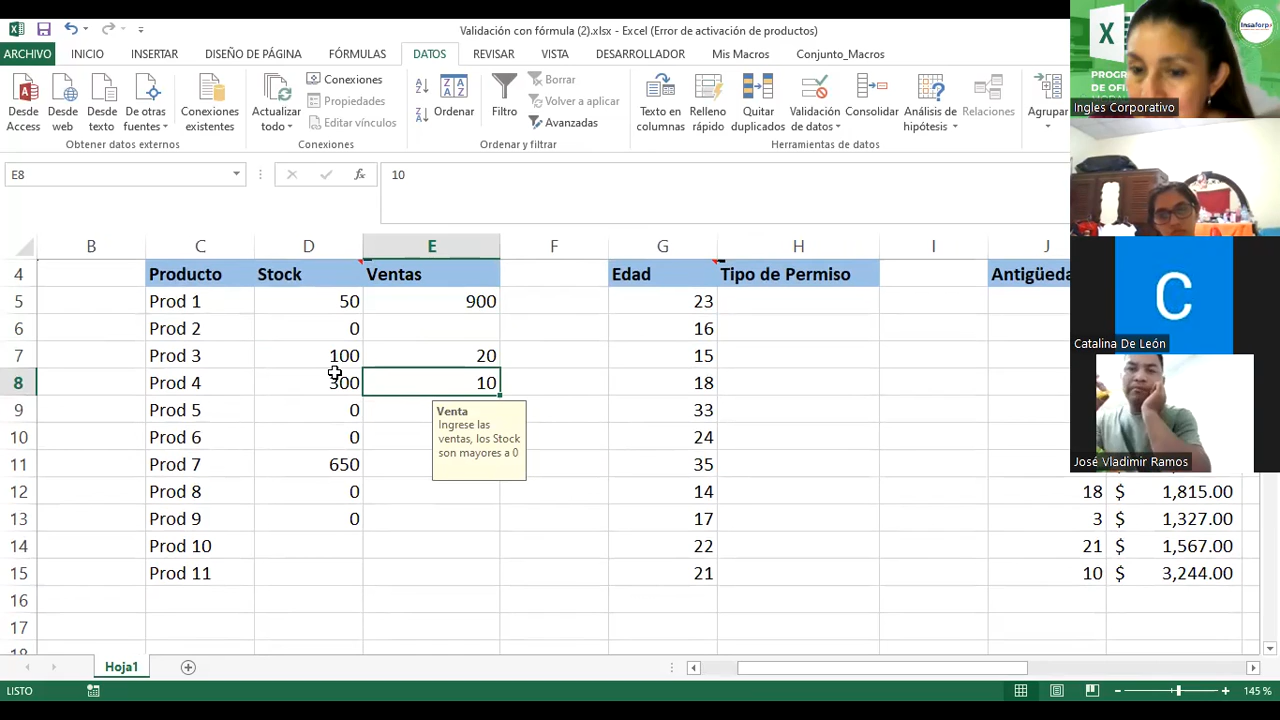 Validación con fórmula (2).xlsx - Excel (Error de activación de productos)
ARCHIVO INICIO INSERTAR DISEÑO DE PÁGINA FÓRMULAS DATOS REVISAR VISTA DESARROLLADOR Mis Macros Conjunto_Macros
Desde Access
Desde web
Desde texto
De otras fuentes
Conexiones existentes
Obtener datos externos
Actualizar todo
Conexiones
Propiedades
Editar vínculos
Conexiones
Ordenar
Filtro
Borrar
Volver a aplicar
Avanzadas
Ordenar y filtrar
Texto en columnas
Relleno rápido
Quitar duplicados
Validación de datos
Consolidar
Análisis de hipótesis
Relaciones
Herramientas de datos
Agrupar
E8 fx 10
B C D E F G H I J
4 Producto Stock Ventas Edad Tipo de Permiso Antigüeda
5 Prod 1 50 900 23
6 Prod 2 0 16
7 Prod 3 100 20 15
8 Prod 4 300 10 18
9 Prod 5 0 33
10 Prod 6 0 24
11 Prod 7 650 35
12 Prod 8 0 14 18 $ 1,815.00
13 Prod 9 0 17 3 $ 1,327.00
14 Prod 10 22 21 $ 1,567.00
15 Prod 11 21 10 $ 3,244.00
16
17
18
Venta
Ingrese las
ventas, los Stock
son mayores a 0
Hoja1
LISTO
145 %
Insaforp
PROGR
DE OFI
Ingles Corporativo
C
Catalina De León
José Vladimir Ramos